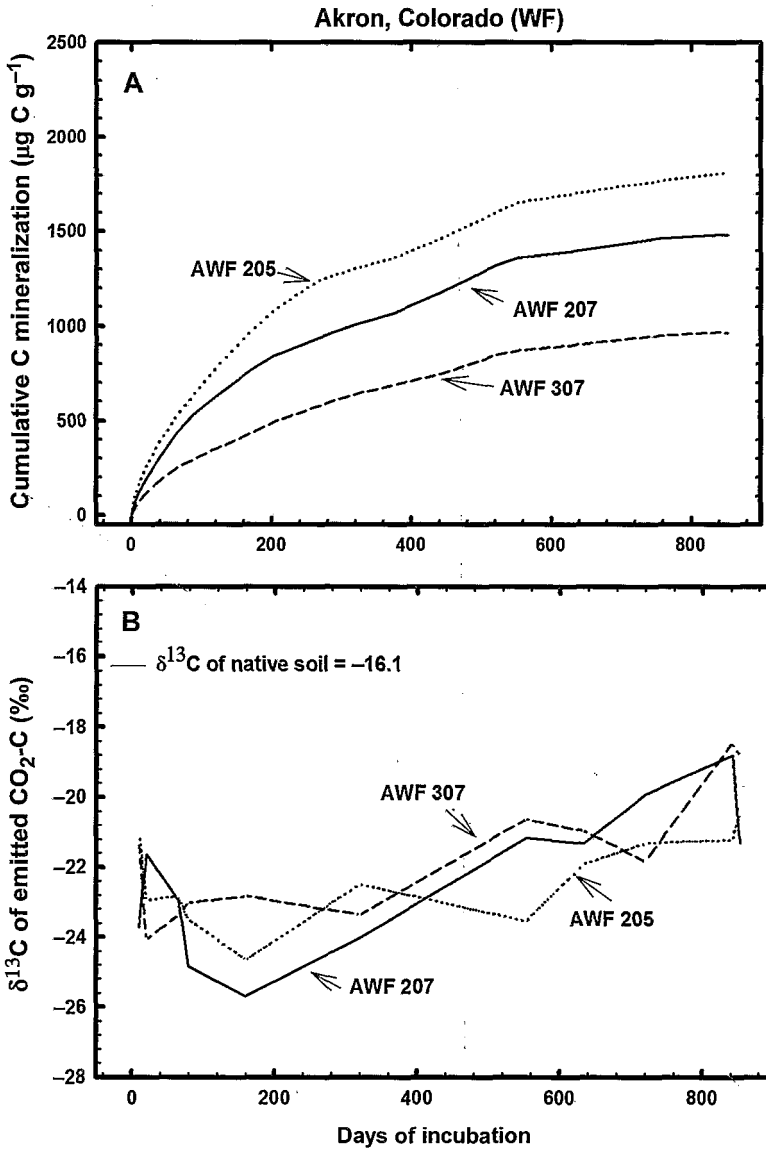 Akron, Colorado (WF)
A
Cumulative C mineralization (μg C g⁻¹)
2500
2000
1500
1000
500
0
AWF 205
AWF 207
AWF 307
0 200 400 600 800
B
δ¹³C of emitted CO₂-C (‰)
−14
−16
−18
−20
−22
−24
−26
−28
δ¹³C of native soil = −16.1
AWF 307
AWF 205
AWF 207
0 200 400 600 800
Days of incubation